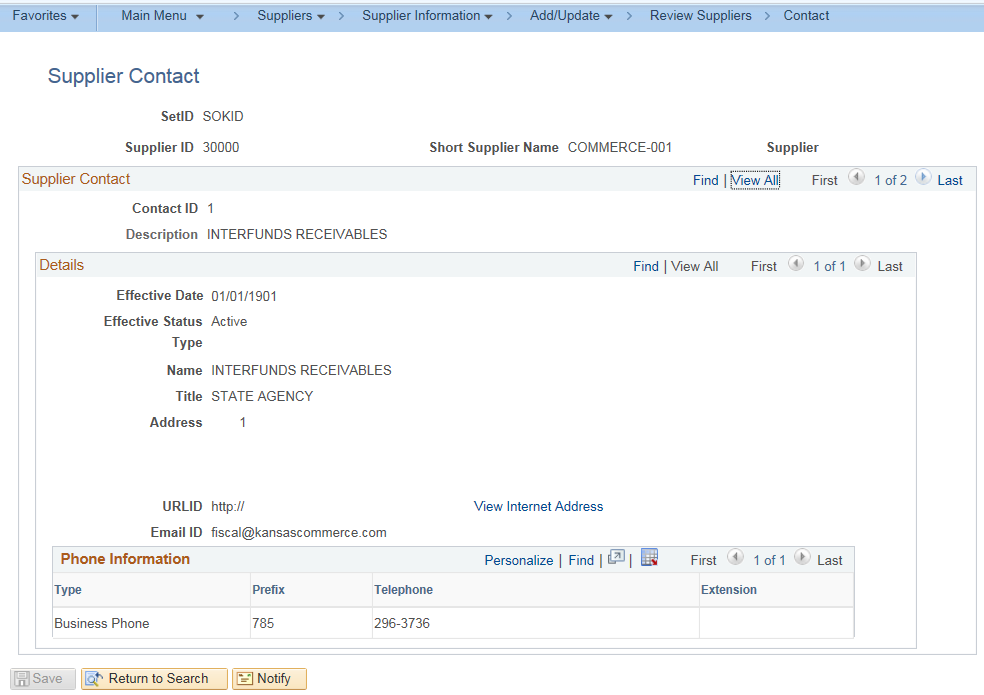 Favorites Main Menu > Suppliers > Supplier Information > Add/Update > Review Suppliers > Contact
Supplier Contact
SetID SOKID
Supplier ID 30000 Short Supplier Name COMMERCE-001 Supplier
Supplier Contact Find | View All First 1 of 2 Last
Contact ID 1
Description INTERFUNDS RECEIVABLES
Details Find | View All First 1 of 1 Last
Effective Date 01/01/1901
Effective Status Active
Type
Name INTERFUNDS RECEIVABLES
Title STATE AGENCY
Address 1
URLID http:// View Internet Address
Email ID fiscal@kansascommerce.com
Phone Information Personalize | Find | | First 1 of 1 Last
Type Prefix Telephone Extension
Business Phone 785 296-3736
Save Return to Search Notify